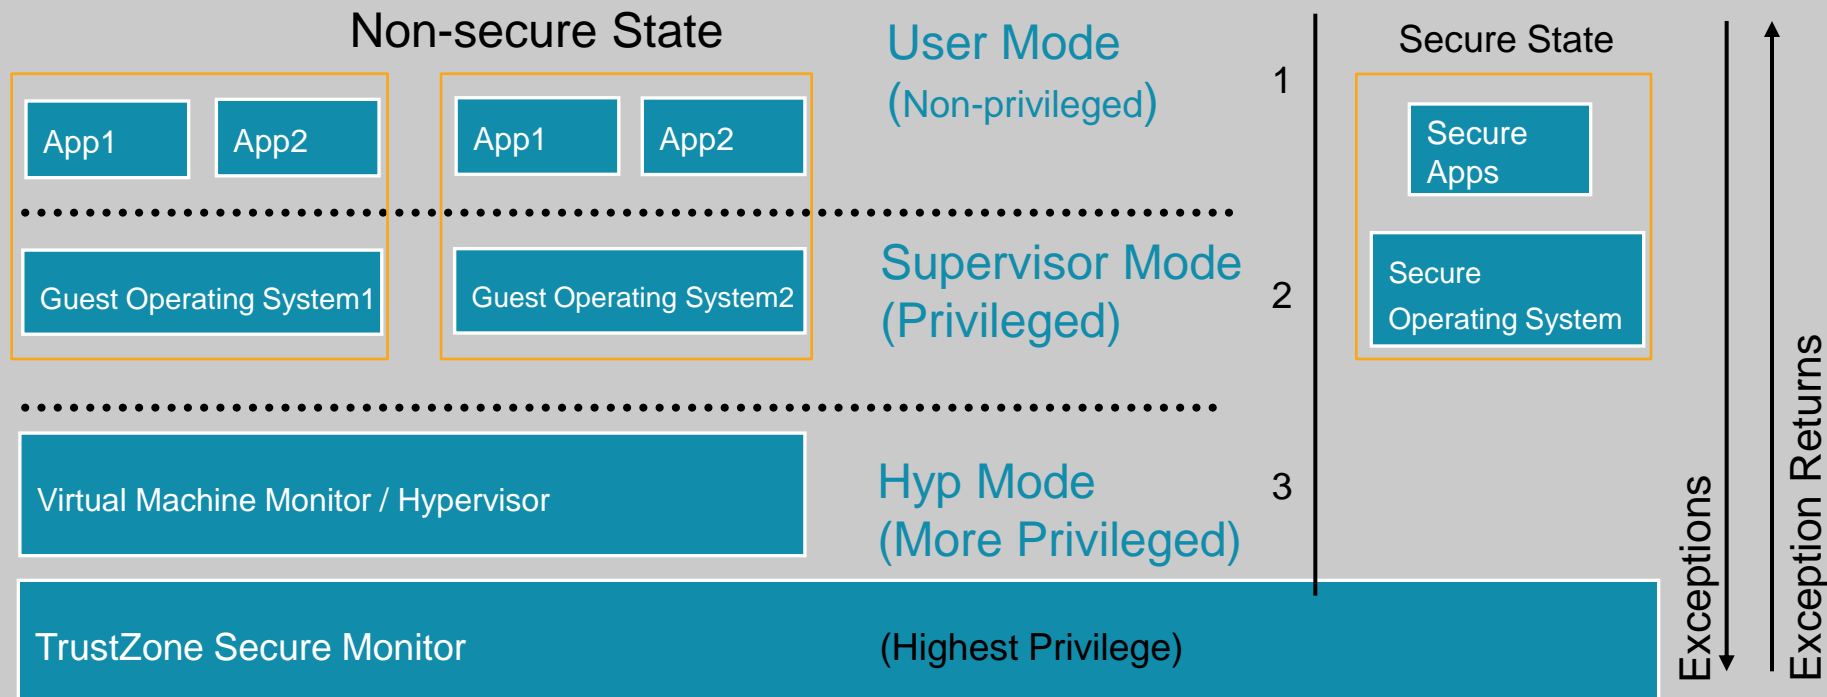 Non-secure State
User Mode
(Non-privileged)
1
Secure State
App1
App2
App1
App2
Secure
Apps
Guest Operating System1
Guest Operating System2
Supervisor Mode
(Privileged)
2
Secure
Operating System
Virtual Machine Monitor / Hypervisor
Hyp Mode
(More Privileged)
3
TrustZone Secure Monitor
(Highest Privilege)
Exceptions
Exception Returns